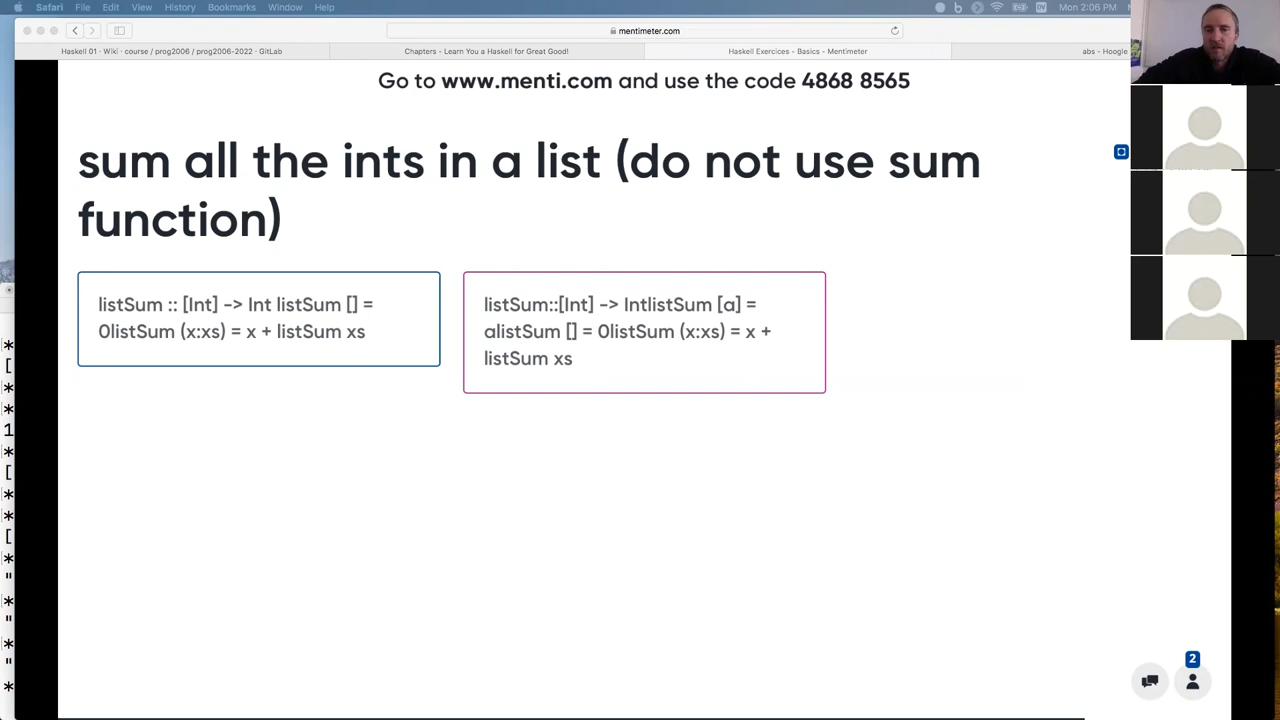 Safari File Edit View History Bookmarks Window Help Mon 2:06 PM
mentimeter.com
Haskell 01 · Wiki · course / prog2006 / prog2006-2022 · GitLab
Chapters - Learn You a Haskell for Great Good!
Haskell Exercices - Basics - Mentimeter
abs - Hoogle
Go to www.menti.com and use the code 4868 8565
sum all the ints in a list (do not use sum
function)
listSum :: [Int] -> Int listSum [] =
0listSum (x:xs) = x + listSum xs
listSum::[Int] -> IntlistSum [a] =
alistSum [] = 0listSum (x:xs) = x +
listSum xs
*
[
*
*
1
*
[
*
*
[
*
"
*
"
*
"
*
2